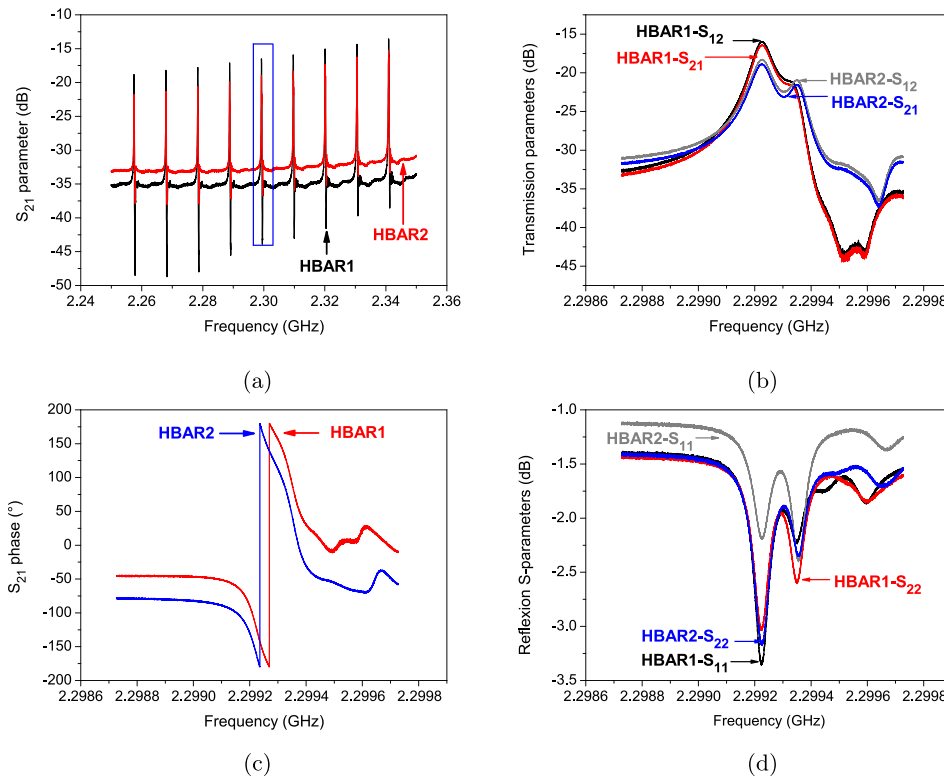 -10
-15
-20
-25
-30
-35
-40
-45
-50
S21 parameter (dB)
HBAR2
HBAR1
2.24 2.26 2.28 2.30 2.32 2.34 2.36
Frequency (GHz)
(a)
-15
-20
-25
-30
-35
-40
-45
Transmission parameters (dB)
HBAR1-S12
HBAR1-S21
HBAR2-S12
HBAR2-S21
2.2986 2.2990 2.2992 2.2994 2.2996 2.2998
Frequency (GHz)
(b)
200
150
100
50
0
-50
-100
-150
-200
S21 phase (°)
HBAR2
HBAR1
2.2986 2.2990 2.2992 2.2994 2.2996 2.2998
Frequency (GHz)
(c)
-1.0
-1.5
-2.0
-2.5
-3.0
-3.5
Reflexion S-parameters (dB)
HBAR2-S11
HBAR1-S22
HBAR2-S22
HBAR1-S11
2.2986 2.2990 2.2992 2.2994 2.2996 2.2998
Frequency (GHz)
(d)